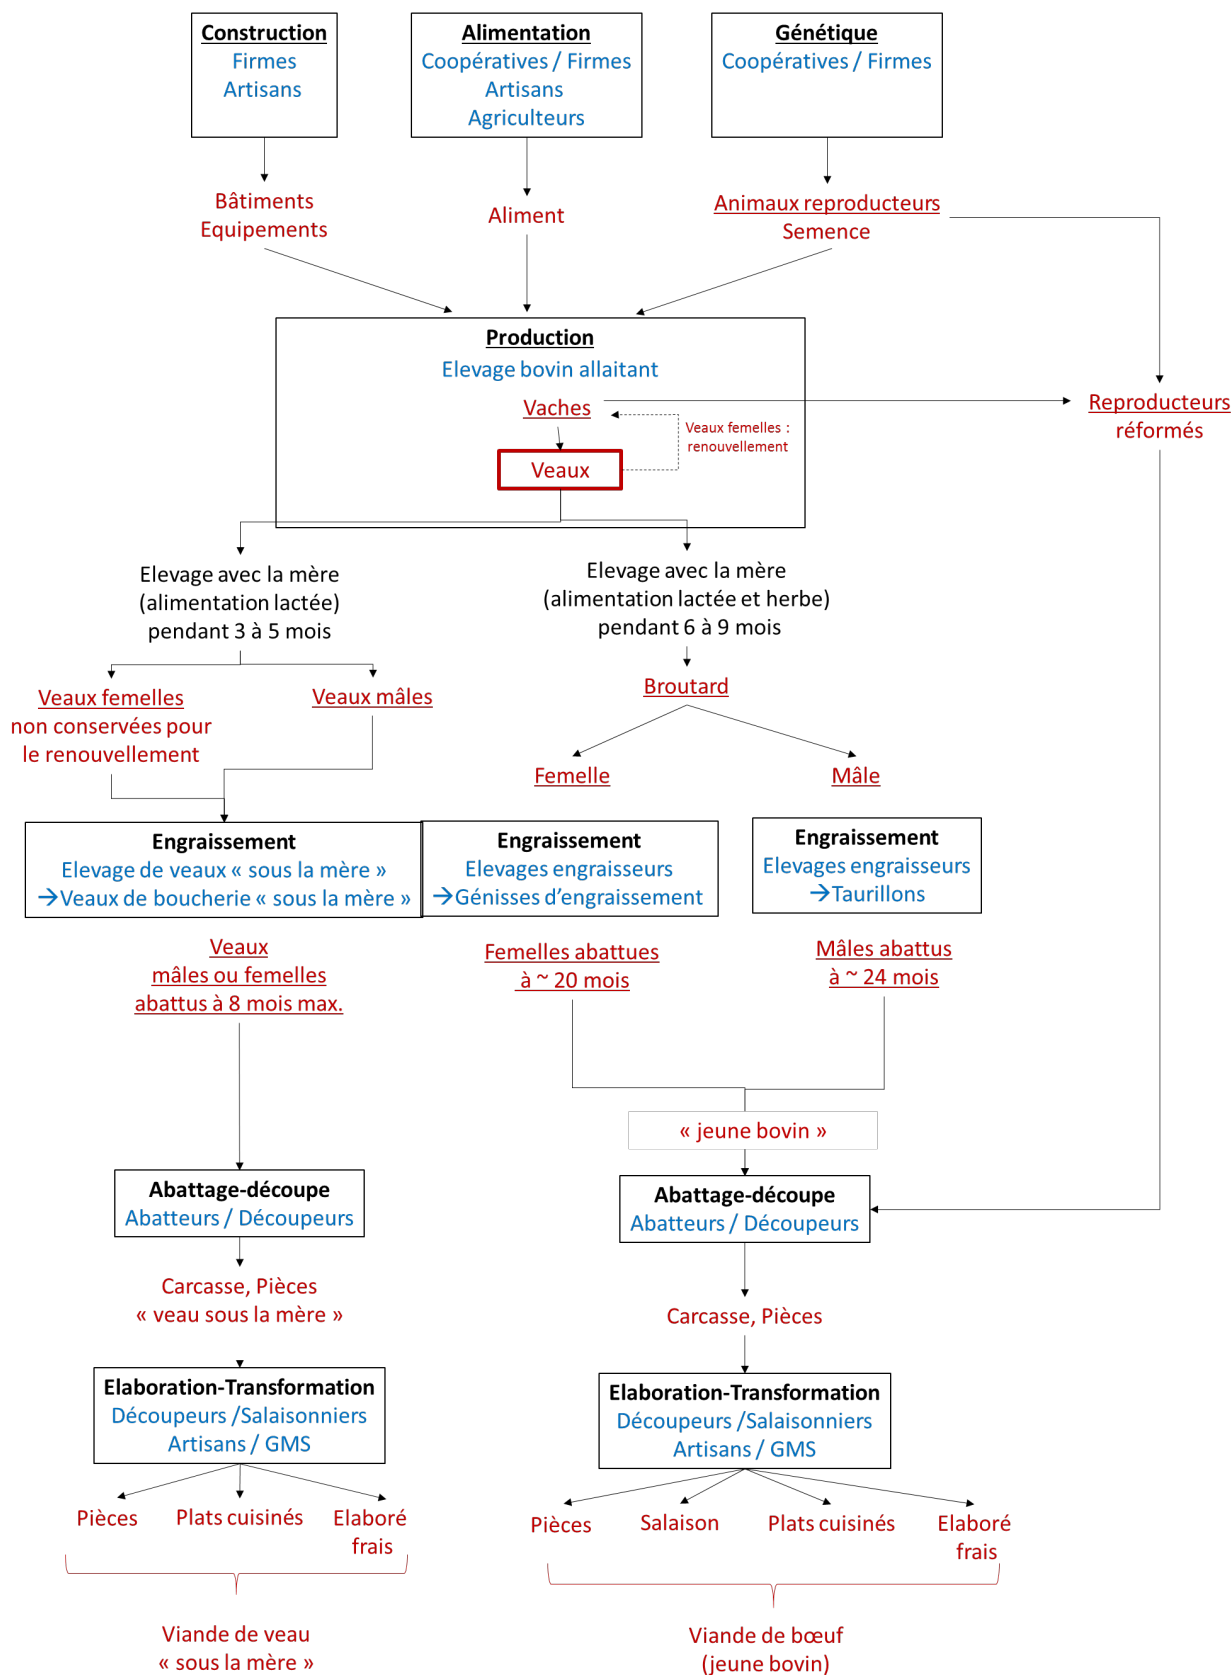 Construction
Firmes
Artisans
Alimentation
Coopératives / Firmes
Artisans
Agriculteurs
Génétique
Coopératives / Firmes
Bâtiments
Equipements
Aliment
Animaux reproducteurs
Semence
Production
Elevage bovin allaitant
Vaches
Veaux femelles :
renouvellement
Veaux
Reproducteurs
réformés
Elevage avec la mère
(alimentation lactée)
pendant 3 à 5 mois
Elevage avec la mère
(alimentation lactée et herbe)
pendant 6 à 9 mois
Veaux femelles
non conservées pour
le renouvellement
Veaux mâles
Broutard
Femelle
Mâle
Engraissement
Elevage de veaux « sous la mère »
→Veaux de boucherie « sous la mère »
Engraissement
Elevages engraisseurs
→Génisses d’engraissement
Engraissement
Elevages engraisseurs
→Taurillons
Veaux
mâles ou femelles
abattus à 8 mois max.
Femelles abattues
à ~ 20 mois
Mâles abattus
à ~ 24 mois
« jeune bovin »
Abattage-découpe
Abatteurs / Découpeurs
Abattage-découpe
Abatteurs / Découpeurs
Carcasse, Pièces
« veau sous la mère »
Carcasse, Pièces
Elaboration-Transformation
Découpeurs /Salaisonniers
Artisans / GMS
Elaboration-Transformation
Découpeurs /Salaisonniers
Artisans / GMS
Pièces
Plats cuisinés
Elaboré
frais
Pièces
Salaison
Plats cuisinés
Elaboré
frais
Viande de veau
« sous la mère »
Viande de bœuf
(jeune bovin)